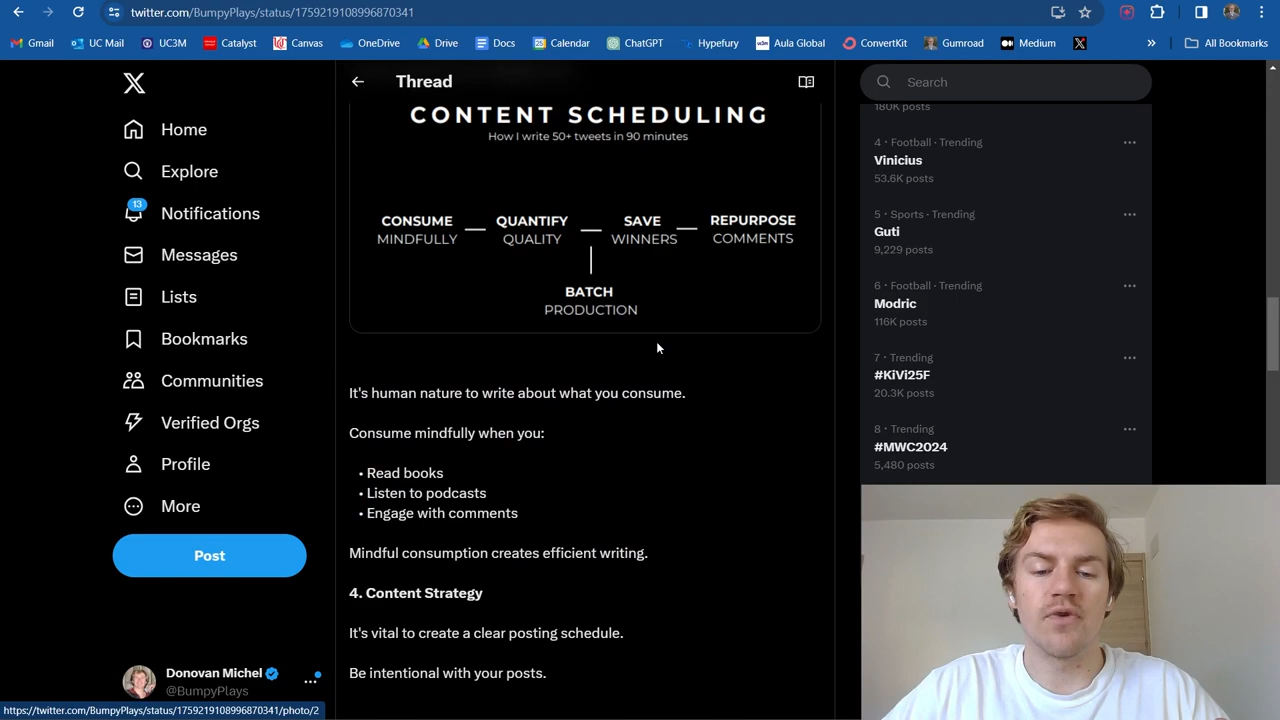 twitter.com/BumpyPlays/status/1759219108996870341
Gmail
UC Mail
UC3M
Catalyst
Canvas
OneDrive
Drive
Docs
Calendar
ChatGPT
Hypefury
Aula Global
ConvertKit
Gumroad
Medium
X
»
All Bookmarks
Home
Explore
13
Notifications
Messages
Lists
Bookmarks
Communities
Verified Orgs
Profile
More
Post
Donovan Michel
@BumpyPlays
https://twitter.com/BumpyPlays/status/1759219108996870341/photo/2
Thread
CONTENT SCHEDULING
How I write 50+ tweets in 90 minutes
CONSUME
MINDFULLY
QUANTIFY
QUALITY
SAVE
WINNERS
REPURPOSE
COMMENTS
BATCH
PRODUCTION
It's human nature to write about what you consume.
Consume mindfully when you:
• Read books
• Listen to podcasts
• Engage with comments
Mindful consumption creates efficient writing.
4. Content Strategy
It's vital to create a clear posting schedule.
Be intentional with your posts.
Search
180K posts
4 · Football · Trending
Vinicius
53.6K posts
5 · Sports · Trending
Guti
9,229 posts
6 · Football · Trending
Modric
116K posts
7 · Trending
#KiVi25F
20.3K posts
8 · Trending
#MWC2024
5,480 posts